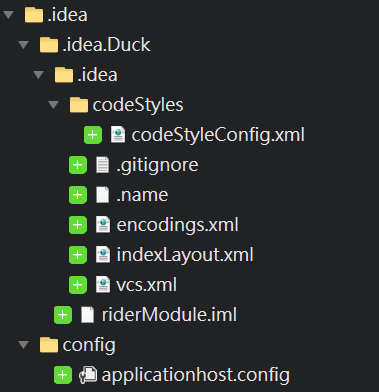 .idea
.idea.Duck
.idea
codeStyles
codeStyleConfig.xml
.gitignore
.name
encodings.xml
indexLayout.xml
vcs.xml
riderModule.iml
config
applicationhost.config